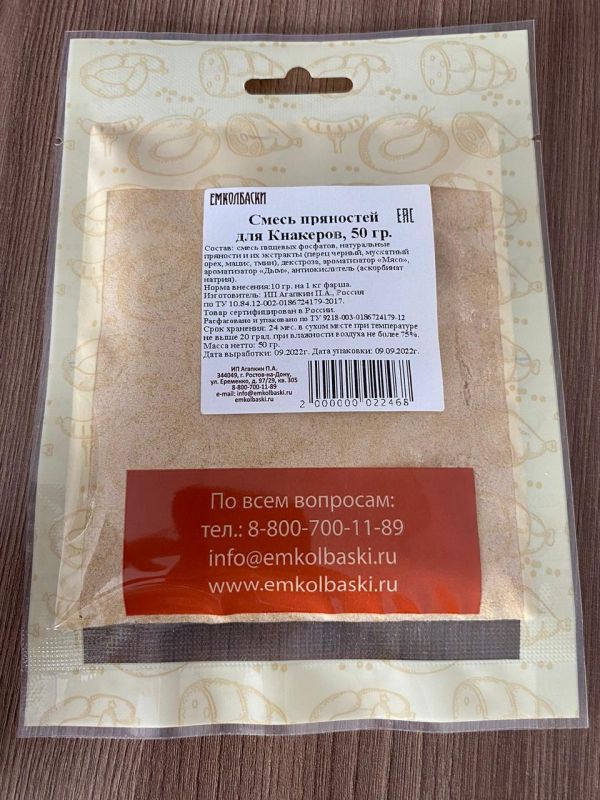 ЕМКОЛБАСКИ
Смесь пряностей
для Кнакеров, 50 гр.
EAC
Состав: смесь пищевых фосфатов, натуральные
пряности и их экстракты (перец черный, мускатный
орех, мацис, тмин), декстроза, ароматизатор «Мясо»,
ароматизатор «Дым», антиокислитель (аскорбинат
натрия).
Норма внесения:10 гр. на 1 кг фарша.
Изготовитель: ИП Агапкин П.А., Россия
по ТУ 10.84.12-002-0186724179-2017.
Товар сертифицирован в России.
Расфасовано и упаковано по ТУ 9218-003-0186724179-12
Срок хранения: 24 мес. в сухом месте при температуре
не выше 20 град, при влажности воздуха не более 75%.
Масса нетто: 50 гр.
Дата выработки: 09.2022г. Дата упаковки: 09.09.2022г.
ИП Агапкин П.А.
344049, г. Ростов-на-Дону,
ул. Еременко, д. 97/29, кв. 305
8-800-700-11-89
e-mail: info@emkolbaski.ru
emkolbaski.ru
2 000000 022468
По всем вопросам:
тел.: 8-800-700-11-89
info@emkolbaski.ru
www.emkolbaski.ru